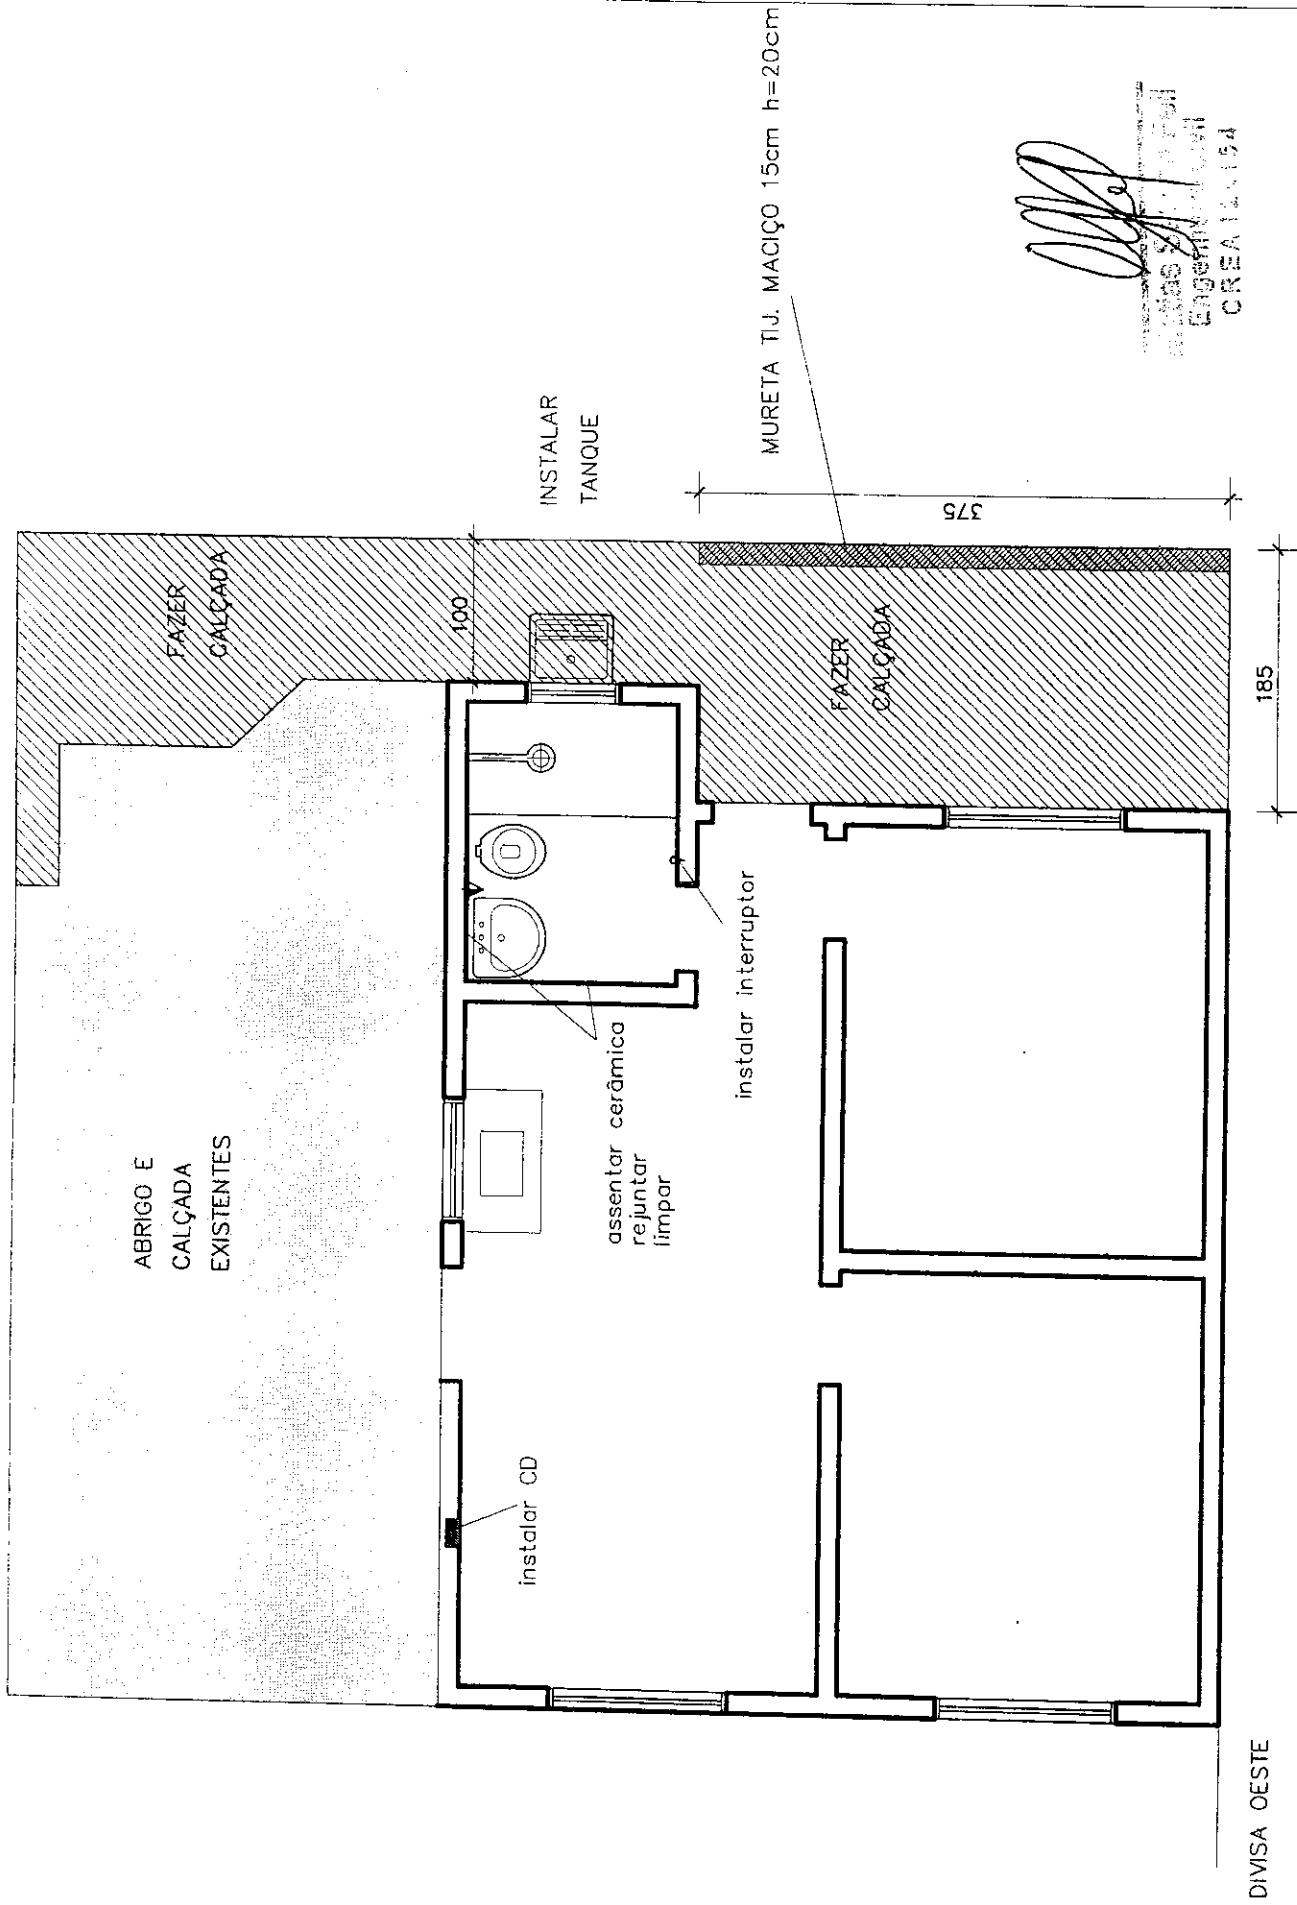 ABRIGO E
CALÇADA
EXISTENTES
FAZER
CALÇADA
100
INSTALAR
TANQUE
instalar CD
assentar cerâmica
rejuntar
limpar
instalar interruptor
MURETA TIJ. MACIÇO 15cm h=20cm
375
FAZER
CALÇADA
185
DIVISA OESTE
CREA